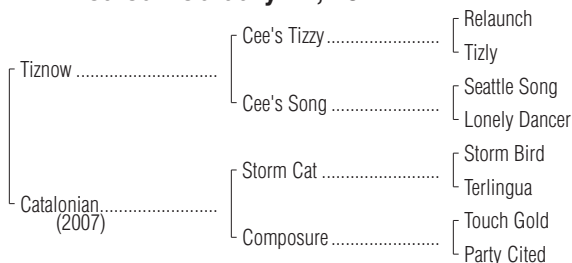 Relaunch
Cee's Tizzy
Tizly
Tiznow
Seattle Song
Cee's Song
Lonely Dancer
Storm Bird
Storm Cat
Terlingua
Catalonian
(2007)
Touch Gold
Composure
Party Cited